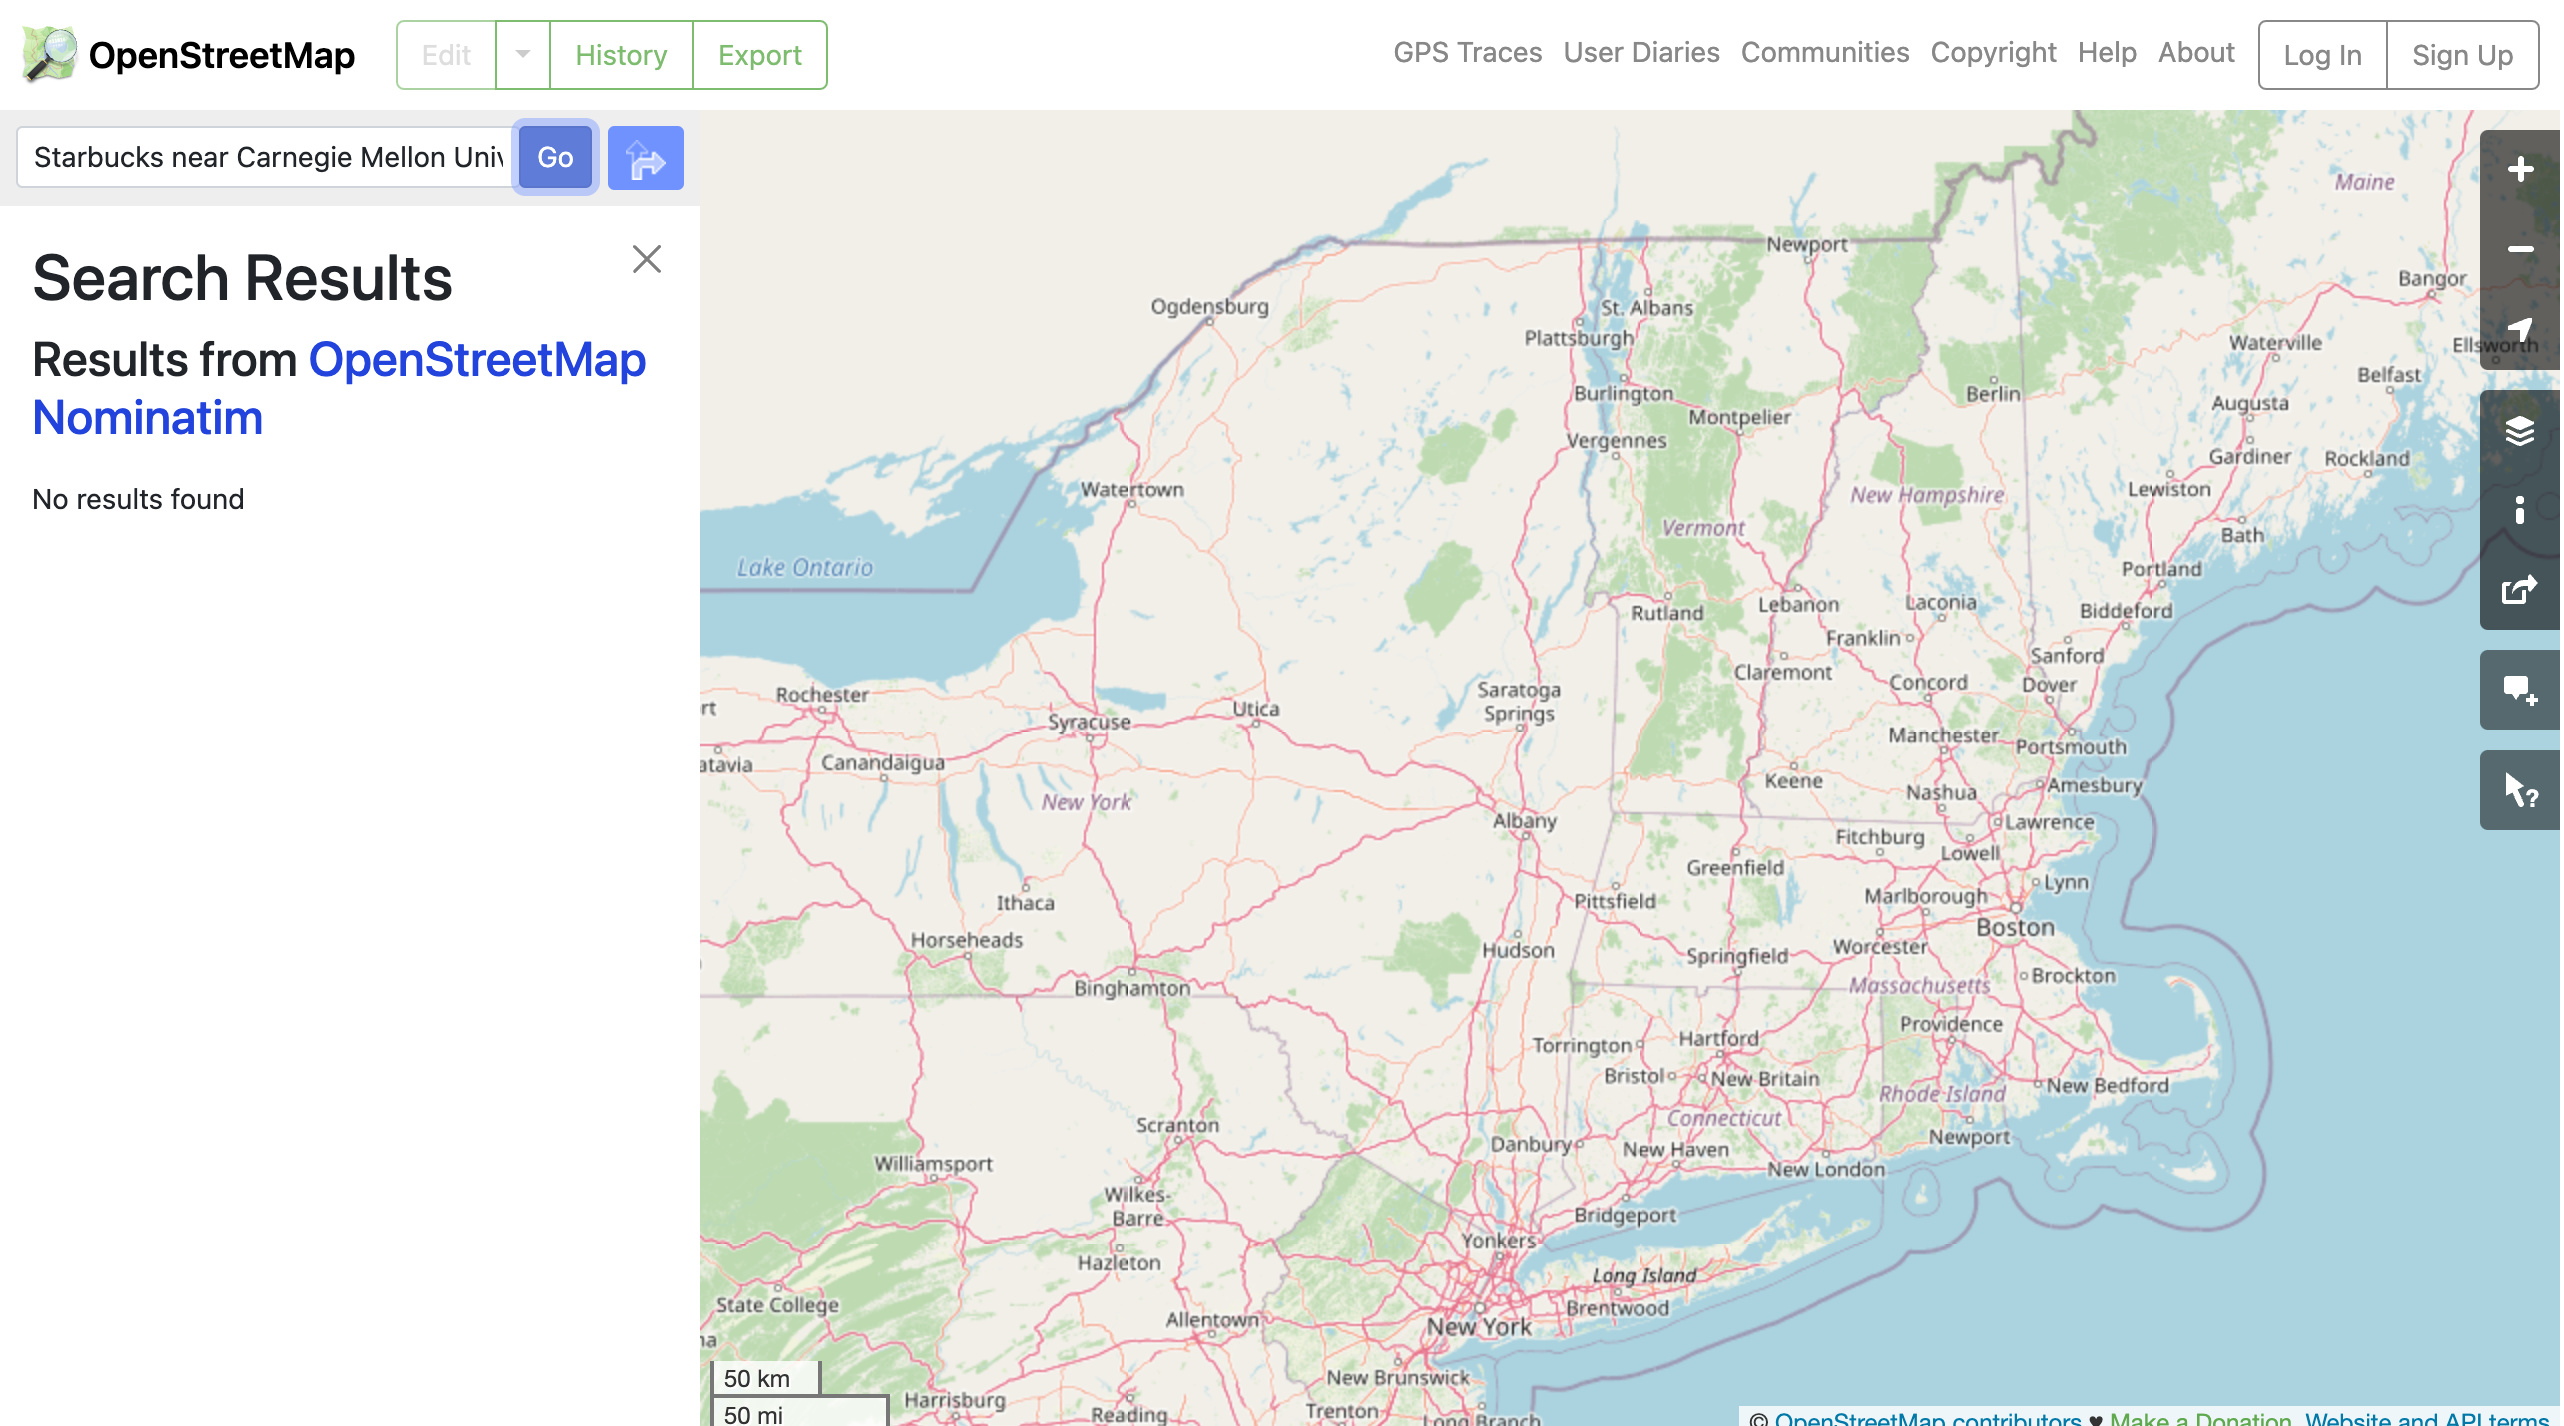 OpenStreetMap
Edit
History
Export
GPS Traces
User Diaries
Communities
Copyright
Help
About
Log In
Sign Up
Starbucks near Carnegie Mellon Univ
Go
Search Results
Results from OpenStreetMap
Nominatim
No results found
Maine
Newport
Bangor
Ogdensburg
St. Albans
Plattsburgh
Waterville
Ellsworth
Belfast
Burlington
Berlin
Augusta
Montpelier
Vergennes
Gardiner
Rockland
Watertown
Lewiston
New Hampshire
Vermont
Bath
Lake Ontario
Portland
Rutland
Lebanon
Laconia
Biddeford
Franklin
Sanford
Claremont
Concord
Dover
Rochester
Saratoga
Springs
rt
Syracuse
Utica
Manchester
Portsmouth
atavia
Canandaigua
Keene
Amesbury
New York
Nashua
Albany
Lawrence
Fitchburg
Lowell
Greenfield
Lynn
Ithaca
Pittsfield
Marlborough
Boston
Horseheads
Hudson
Springfield
Worcester
Brockton
Binghamton
Massachusetts
Providence
Torrington
Hartford
Bristol
New Britain
New Bedford
Rhode Island
Connecticut
Scranton
Danbury
New Haven
Newport
Williamsport
New London
Wilkes-
Barre
Bridgeport
Yonkers
Hazleton
Long Island
State College
Brentwood
Allentown
New York
na
50 km
New Brunswick
Harrisburg
50 mi
Reading
Trenton
Long Branch
© OpenStreetMap contributors ♥ Make a Donation. Website and API terms